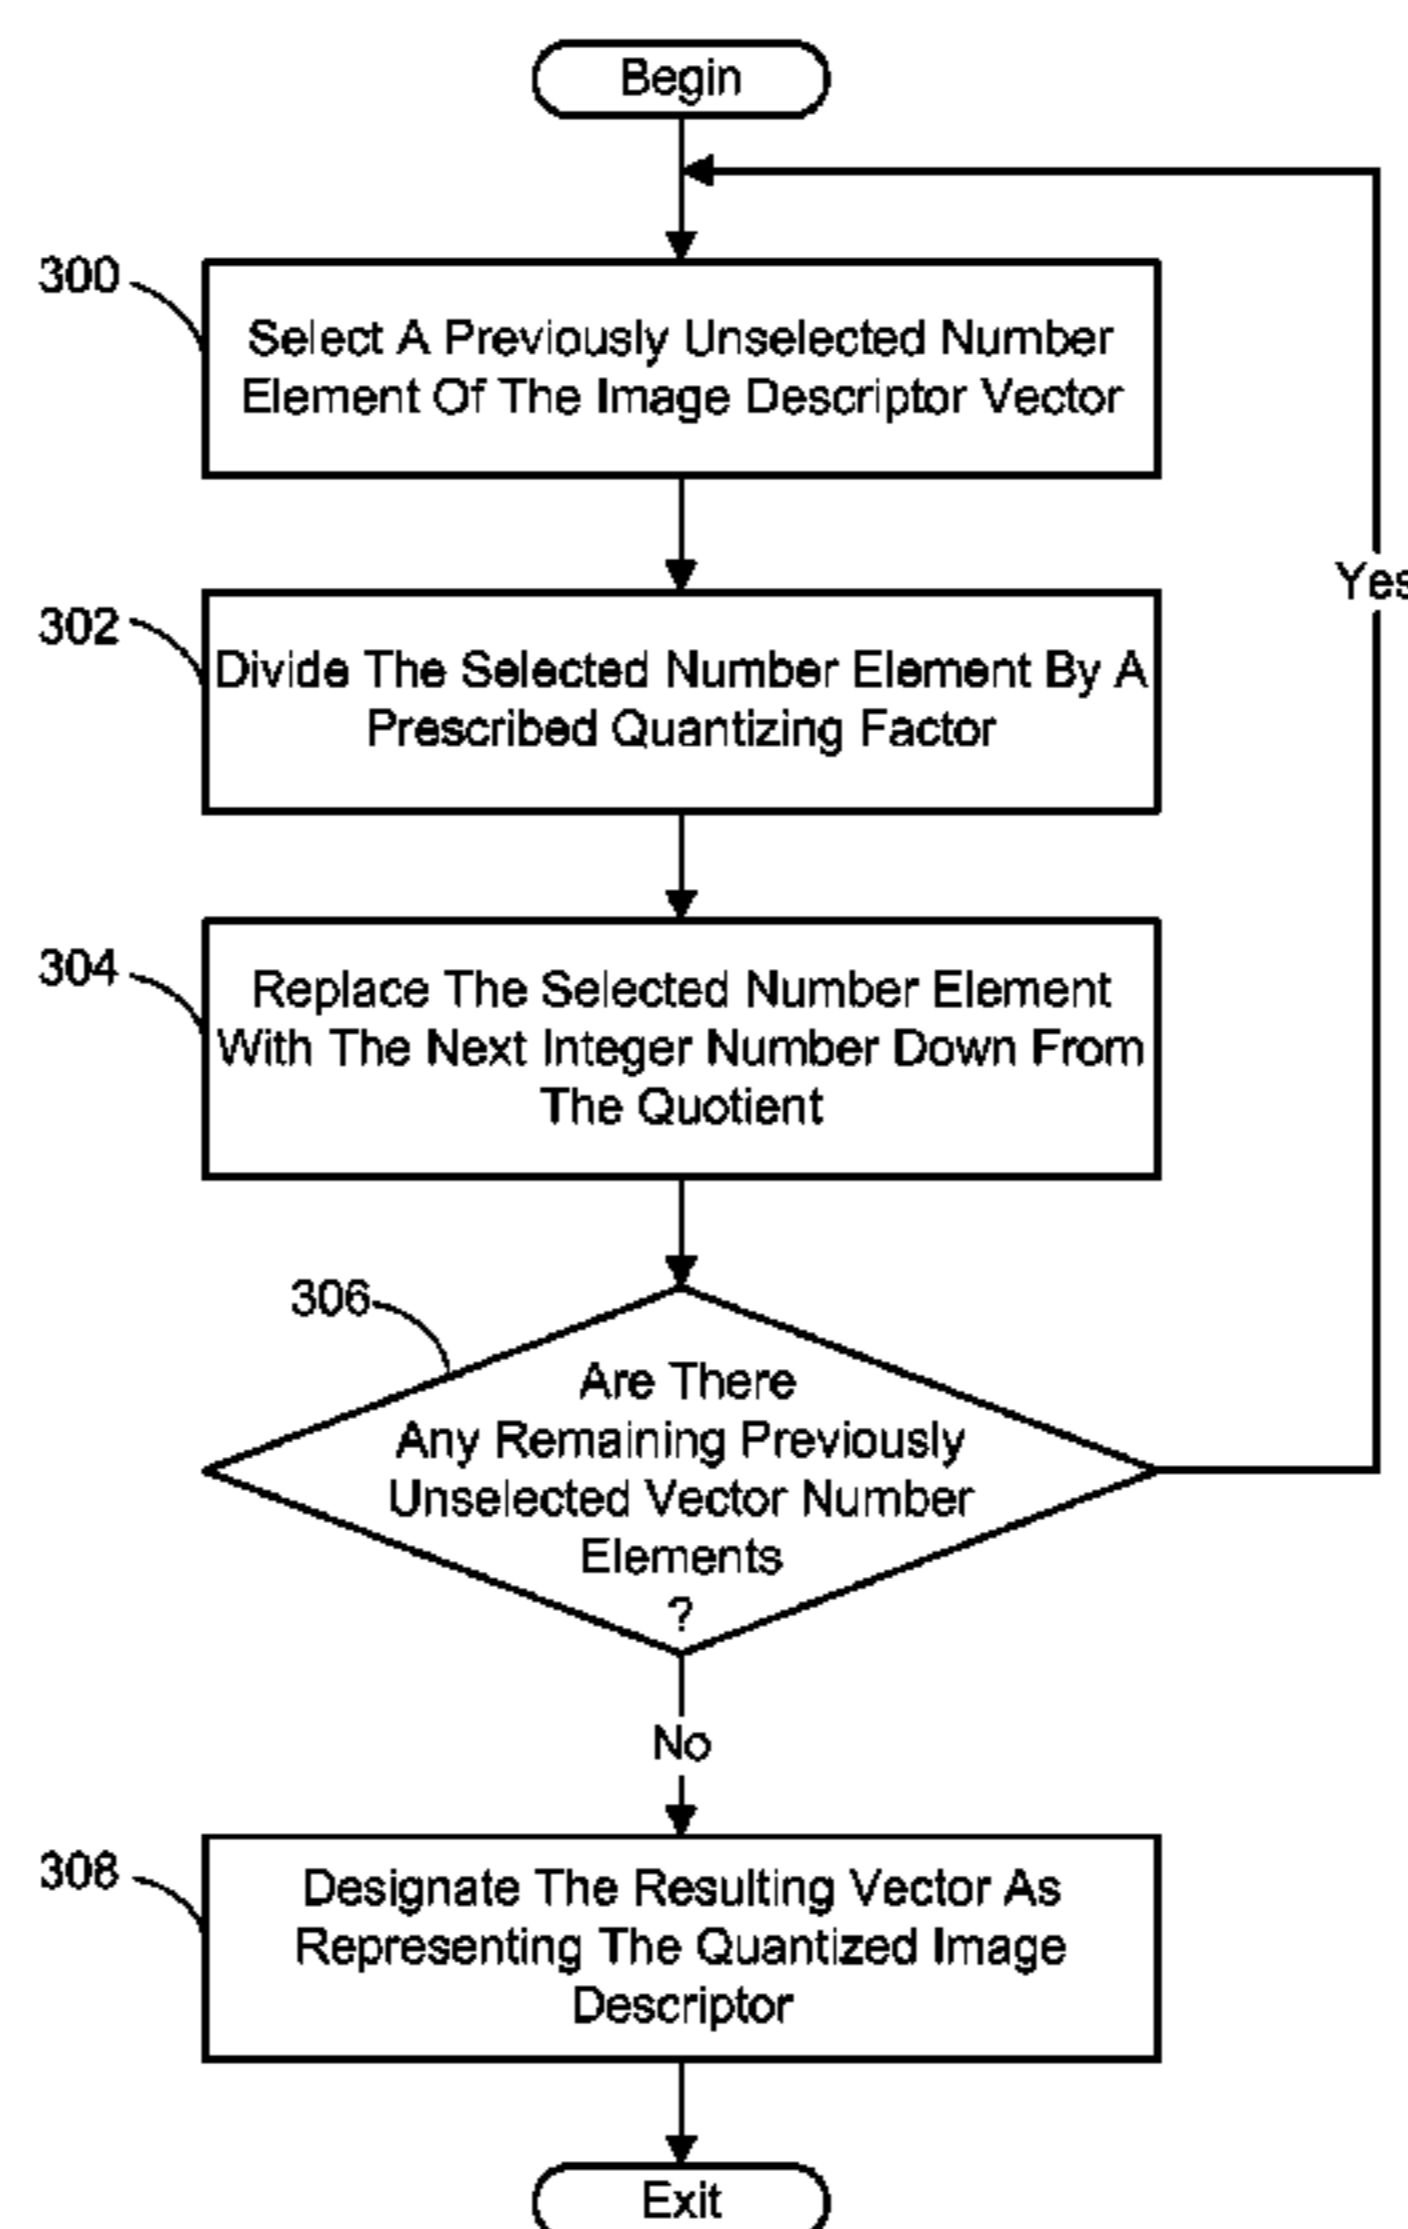 Begin
300
Select A Previously Unselected Number
Element Of The Image Descriptor Vector
302
Divide The Selected Number Element By A
Prescribed Quantizing Factor
Yes
304
Replace The Selected Number Element
With The Next Integer Number Down From
The Quotient
306
Are There
Any Remaining Previously
Unselected Vector Number
Elements
?
No
308
Designate The Resulting Vector As
Representing The Quantized Image
Descriptor
Exit